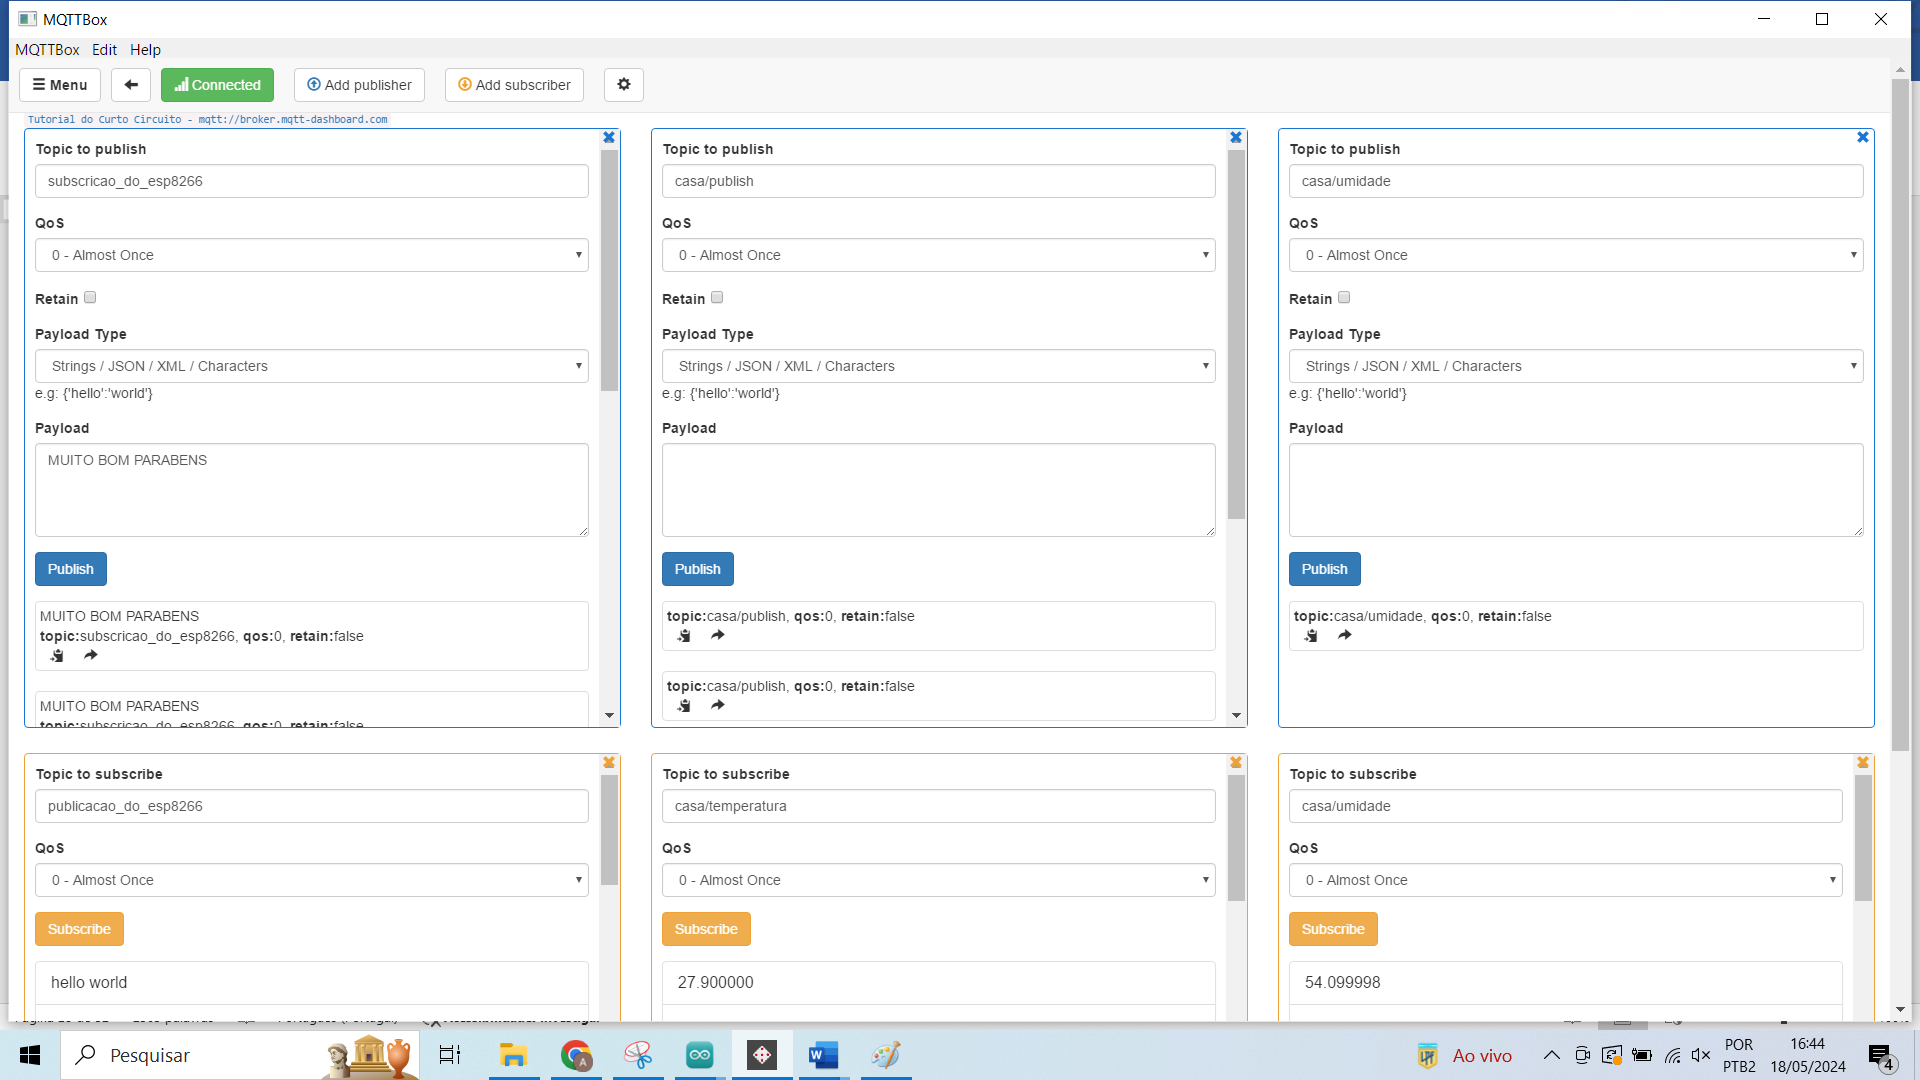 MQTTBox
MQTTBox Edit Help
Menu Connected Add publisher Add subscriber
Tutorial do Curto Circuito - mqtt://broker.mqtt-dashboard.com
Topic to publish
subscricao_do_esp8266
QoS
0 - Almost Once
Retain
Payload Type
Strings / JSON / XML / Characters
e.g: {'hello':'world'}
Payload
MUITO BOM PARABENS
Publish
MUITO BOM PARABENS
topic:subscricao_do_esp8266, qos:0, retain:false
MUITO BOM PARABENS
topic:subscricao_do_esp8266, qos:0, retain:false
Topic to publish
casa/publish
QoS
0 - Almost Once
Retain
Payload Type
Strings / JSON / XML / Characters
e.g: {'hello':'world'}
Payload
Publish
topic:casa/publish, qos:0, retain:false
topic:casa/publish, qos:0, retain:false
Topic to publish
casa/umidade
QoS
0 - Almost Once
Retain
Payload Type
Strings / JSON / XML / Characters
e.g: {'hello':'world'}
Payload
Publish
topic:casa/umidade, qos:0, retain:false
Topic to subscribe
publicacao_do_esp8266
QoS
0 - Almost Once
Subscribe
hello world
Topic to subscribe
casa/temperatura
QoS
0 - Almost Once
Subscribe
27.900000
Topic to subscribe
casa/umidade
QoS
0 - Almost Once
Subscribe
54.099998
Pesquisar
Ao vivo
POR
PTB2
16:44
18/05/2024
4